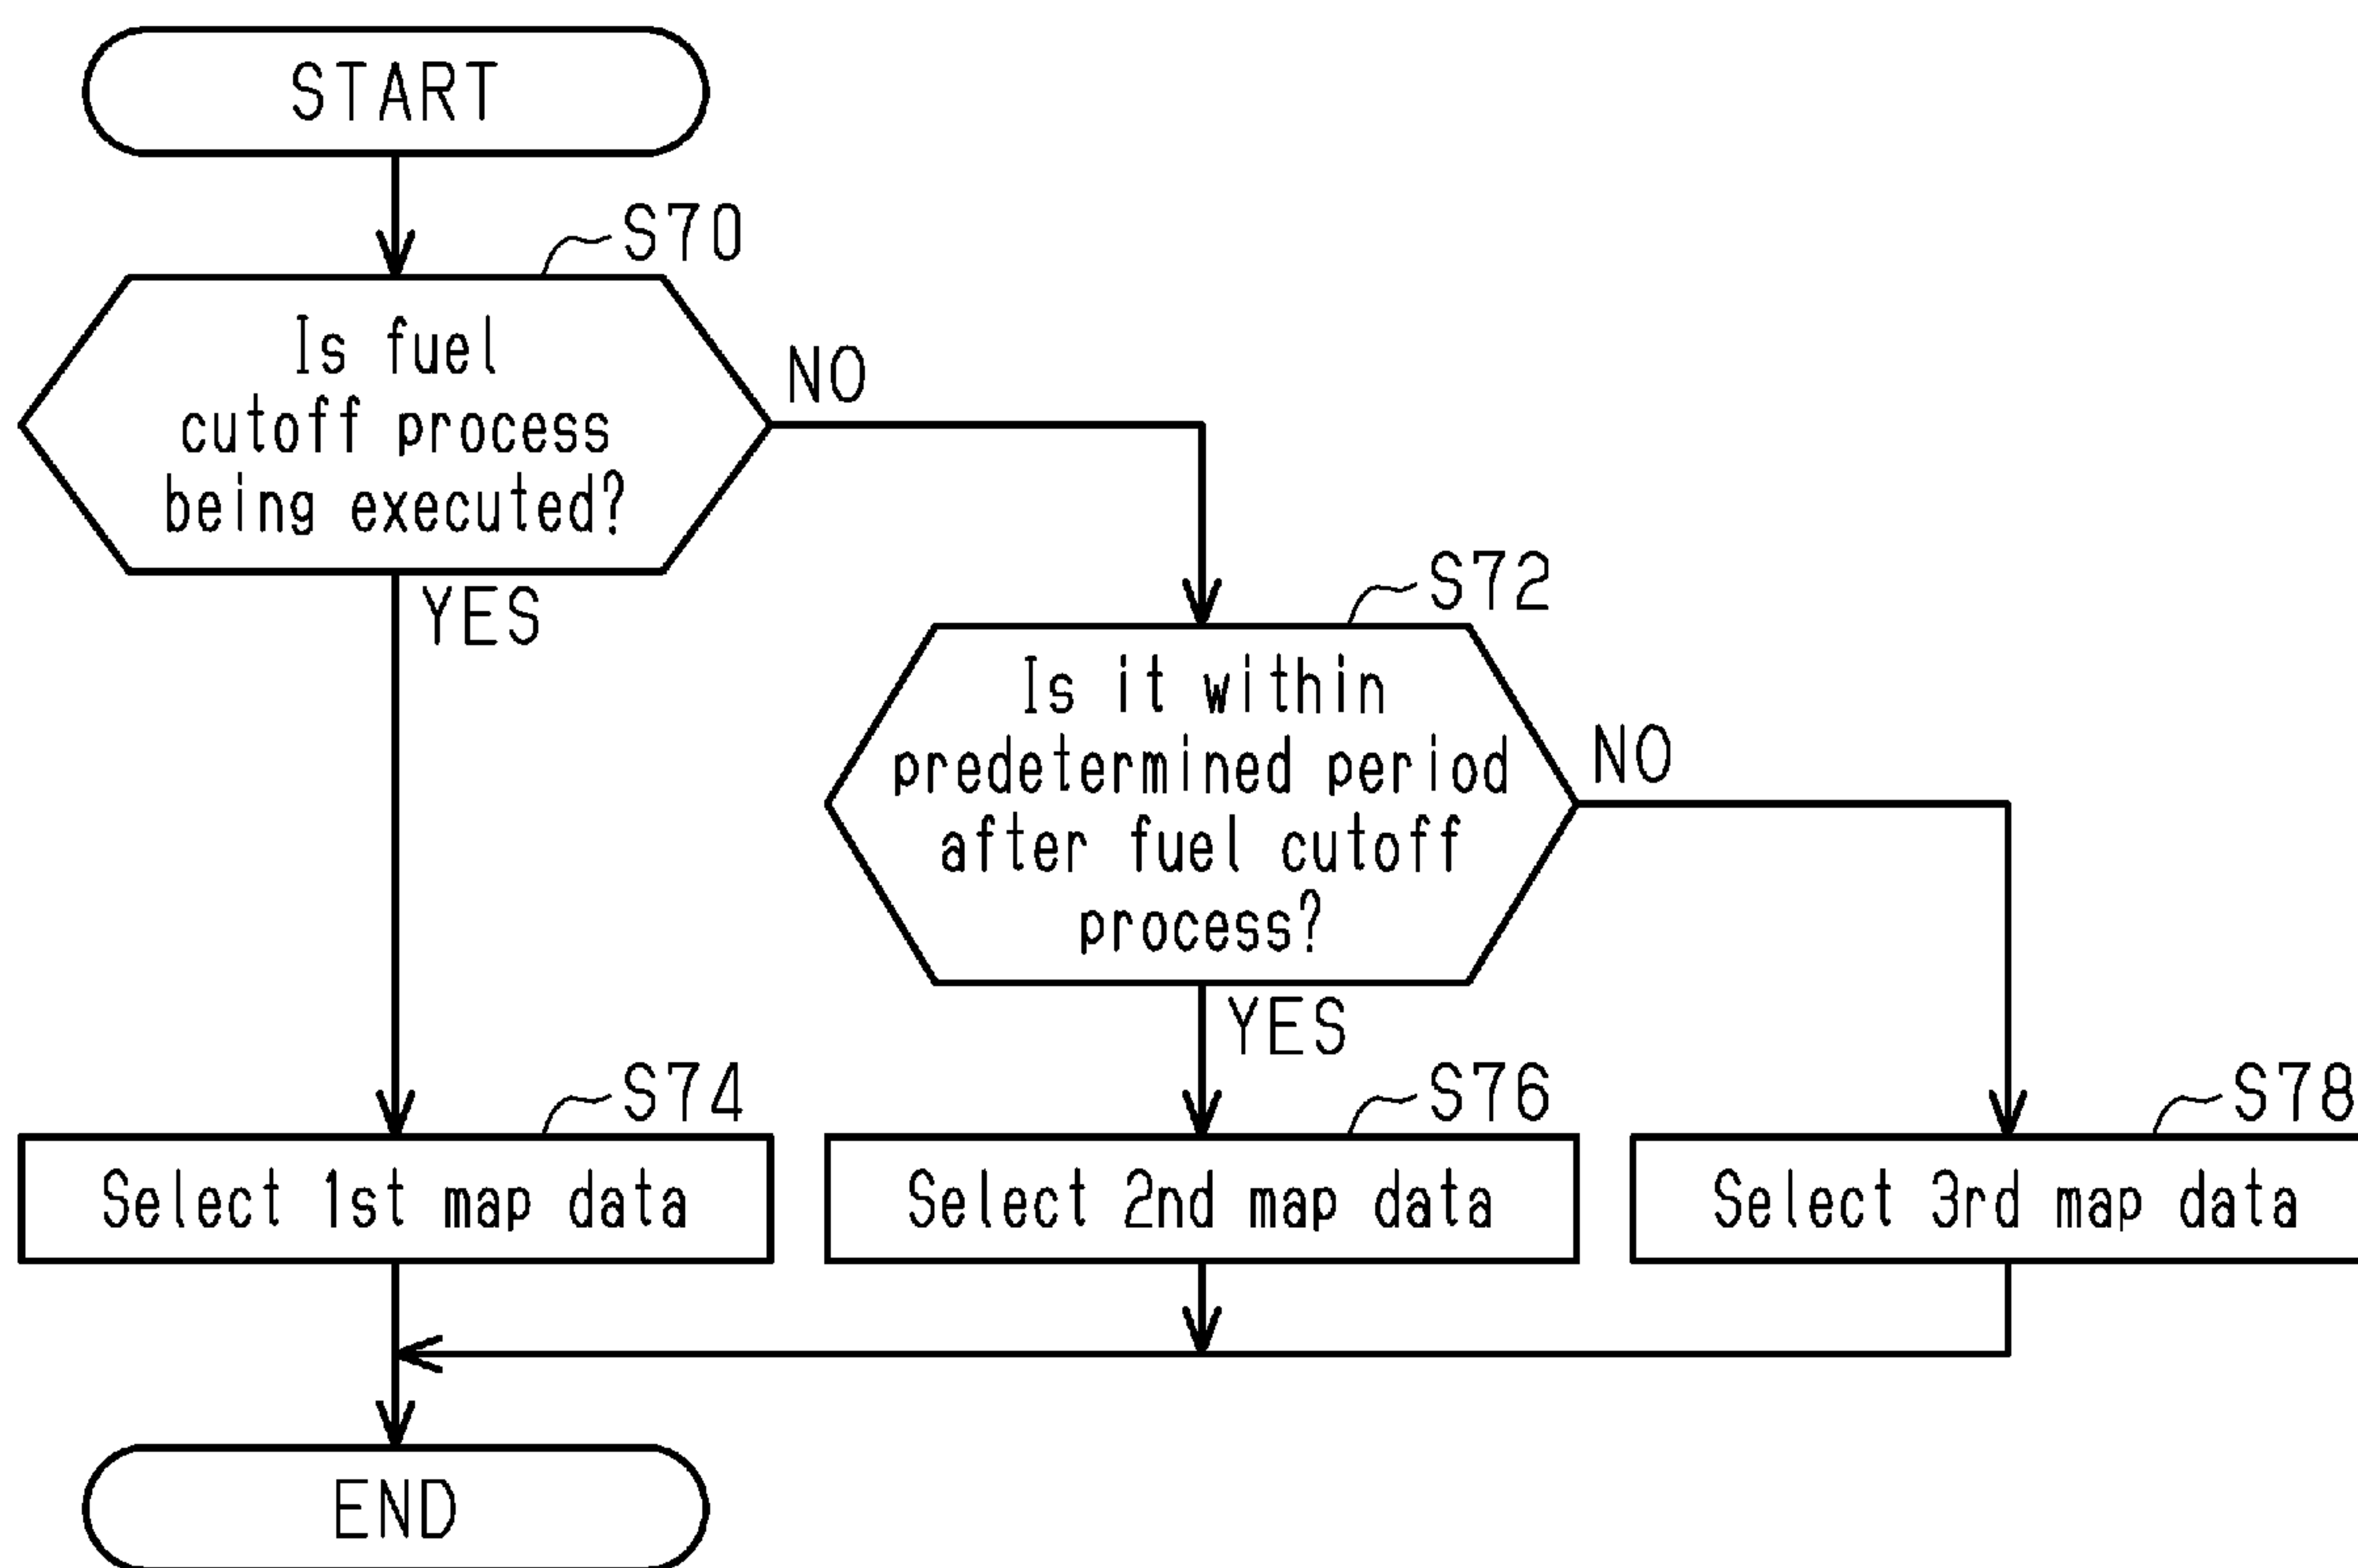 START
S70
Is fuel
cutoff process
being executed?
NO
YES
S72
Is it within
predetermined period
after fuel cutoff
process?
NO
YES
S74
Select 1st map data
S76
Select 2nd map data
S78
Select 3rd map data
END